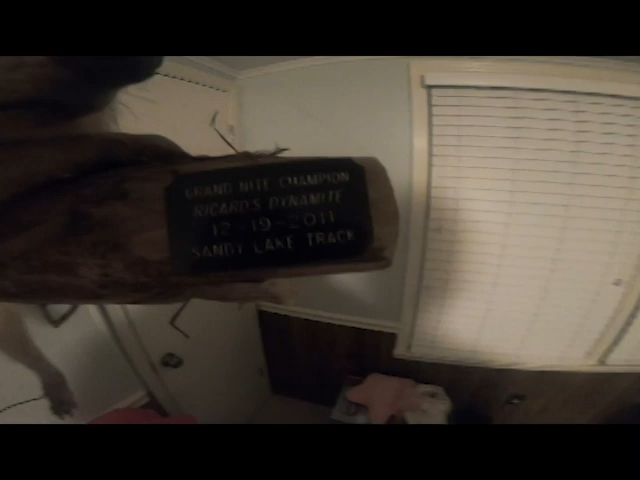 GRAND NITE CHAMPION
RICARD'S DYNAMITE
12-19-2011
SANDY LAKE TRACK